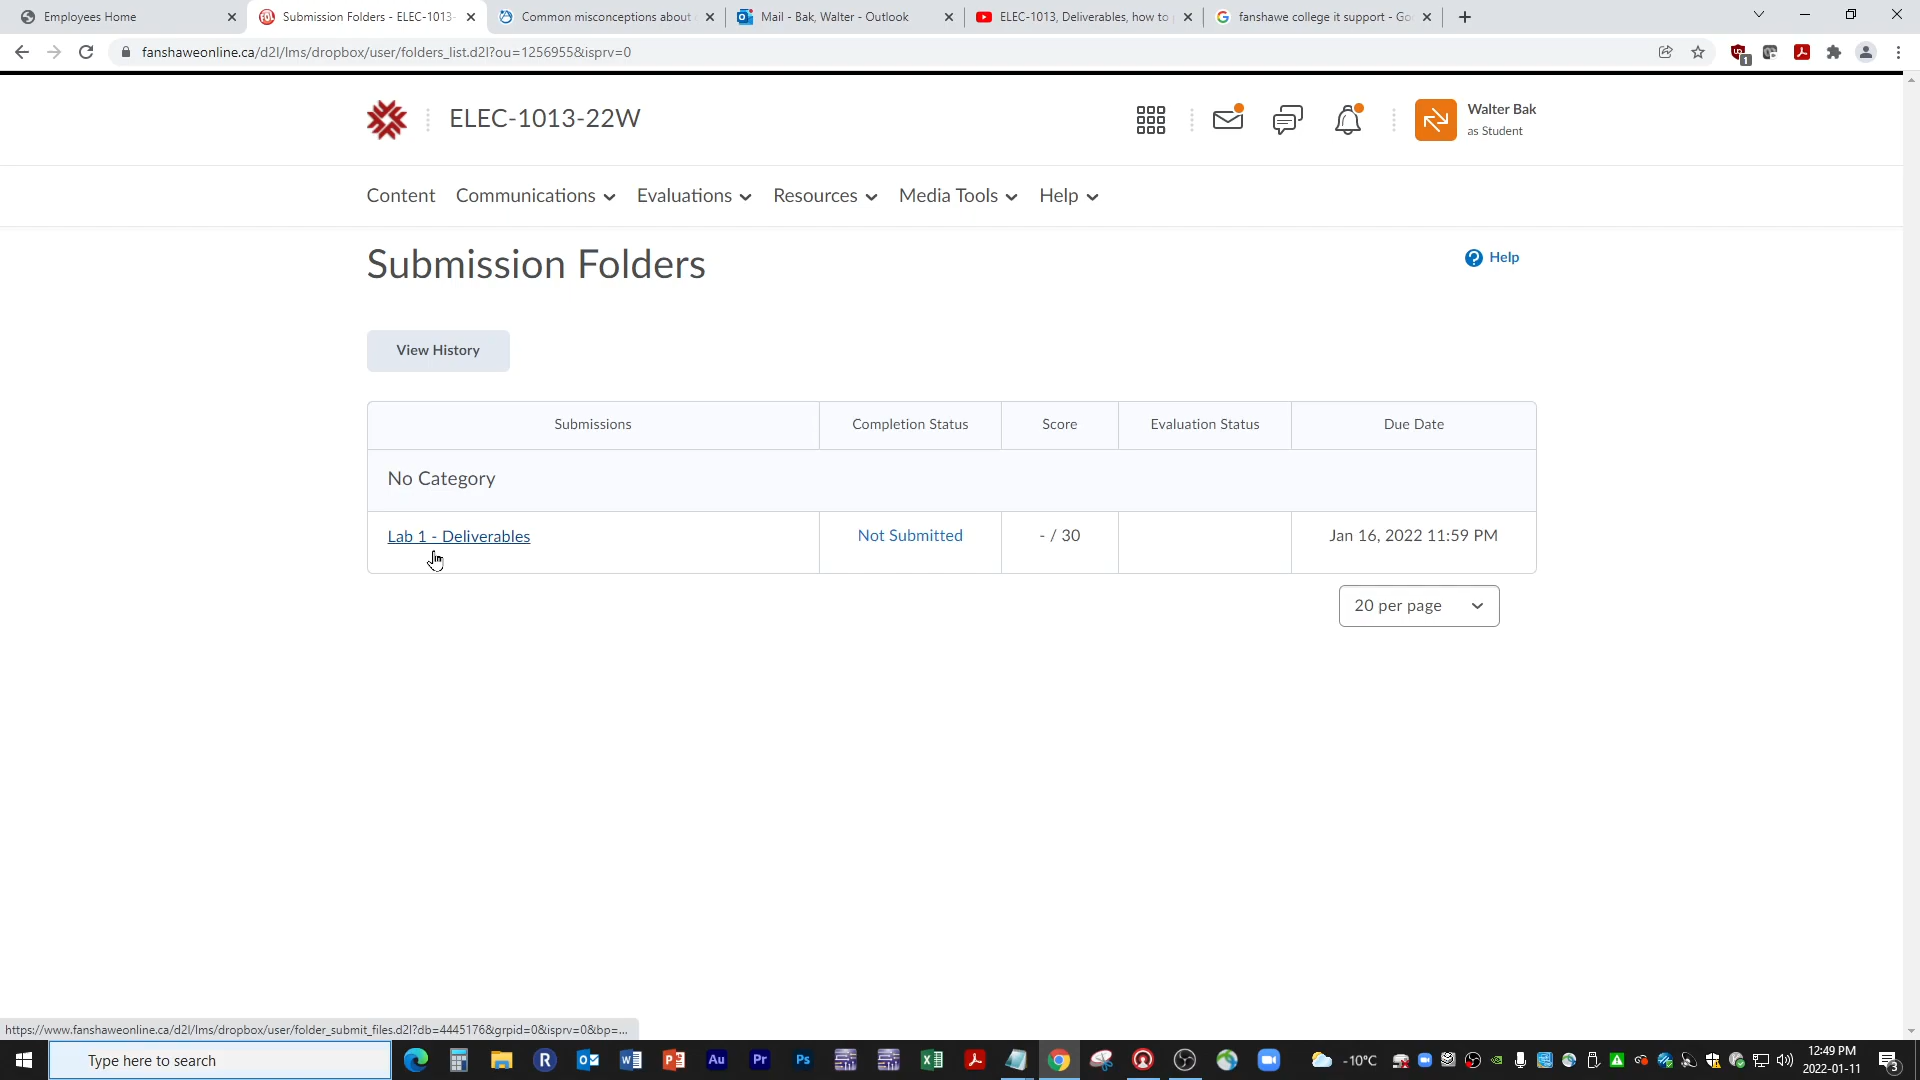 Employees Home
Submission Folders - ELEC-1013-
Common misconceptions about
Mail - Bak, Walter - Outlook
ELEC-1013, Deliverables, how to
fanshawe college it support - Go
fanshaweonline.ca/d2l/lms/dropbox/user/folders_list.d2l?ou=1256955&isprv=0
1
ELEC-1013-22W
Walter Bak
as Student
Content
Communications
Evaluations
Resources
Media Tools
Help
Submission Folders
Help
View History
Submissions
Completion Status
Score
Evaluation Status
Due Date
No Category
Lab 1 - Deliverables
Not Submitted
- / 30
Jan 16, 2022 11:59 PM
20 per page
https://www.fanshaweonline.ca/d2l/lms/dropbox/user/folder_submit_files.d2l?db=4445176&grpid=0&isprv=0&bp=...
Type here to search
R
Au
Pr
Ps
-10°C
12:49 PM
2022-01-11
3